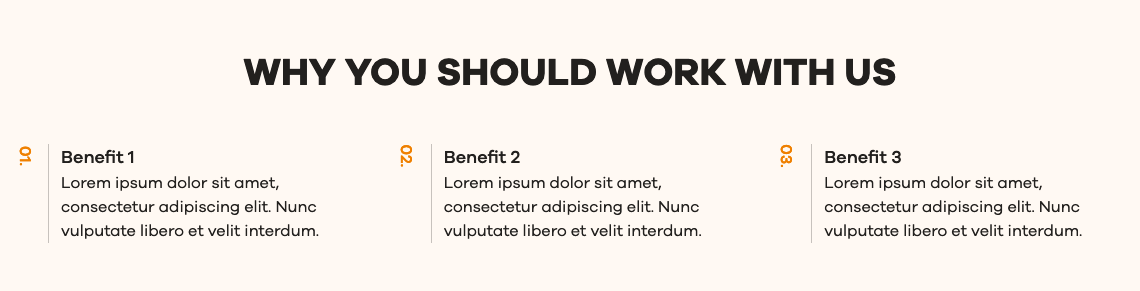 WHY YOU SHOULD WORK WITH US
01.
Benefit 1
Lorem ipsum dolor sit amet,
consectetur adipiscing elit. Nunc
vulputate libero et velit interdum.
02.
Benefit 2
Lorem ipsum dolor sit amet,
consectetur adipiscing elit. Nunc
vulputate libero et velit interdum.
03.
Benefit 3
Lorem ipsum dolor sit amet,
consectetur adipiscing elit. Nunc
vulputate libero et velit interdum.